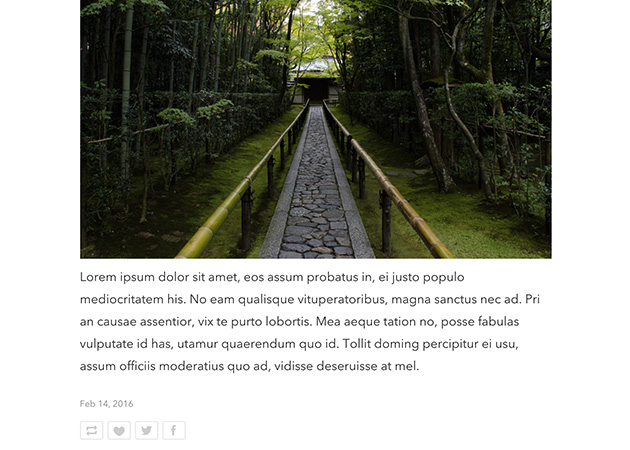 Lorem ipsum dolor sit amet, eos assum probatus in, ei justo populo
mediocritatem his. No eam qualisque vituperatoribus, magna sanctus nec ad. Pri
an causae assentior, vix te purto lobortis. Mea aeque tation no, posse fabulas
vulputate id has, utamur quaerendum quo id. Tollit doming percipitur ei usu,
assum officiis moderatius quo ad, vidisse deseruisse at mel.
Feb 14, 2016